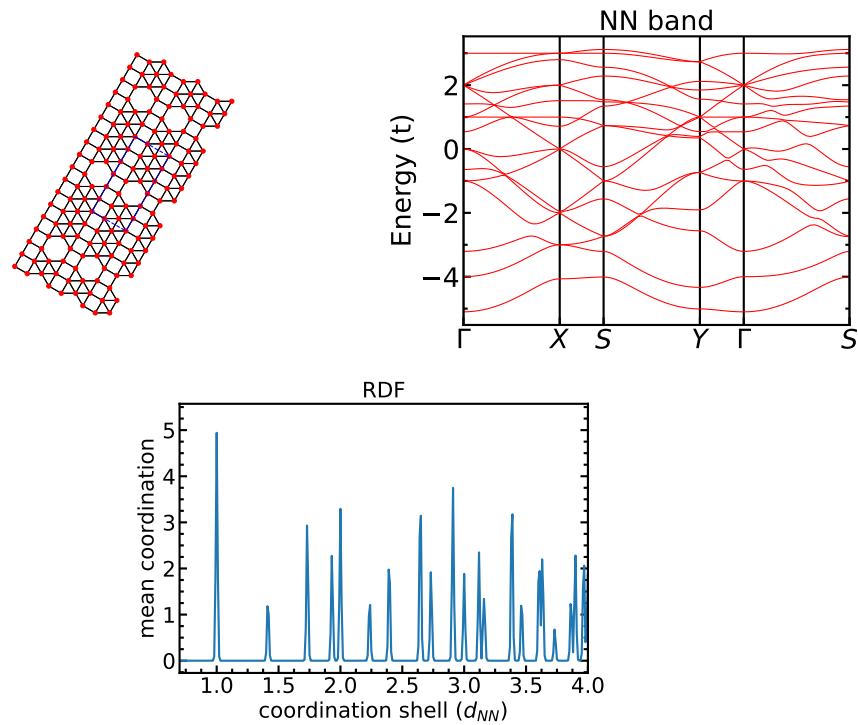 NN band
Energy (t)
2
0
−2
−4
Γ X S Y Γ S
RDF
mean coordination
5
4
3
2
1
0
1.0 1.5 2.0 2.5 3.0 3.5 4.0
coordination shell (d_NN)